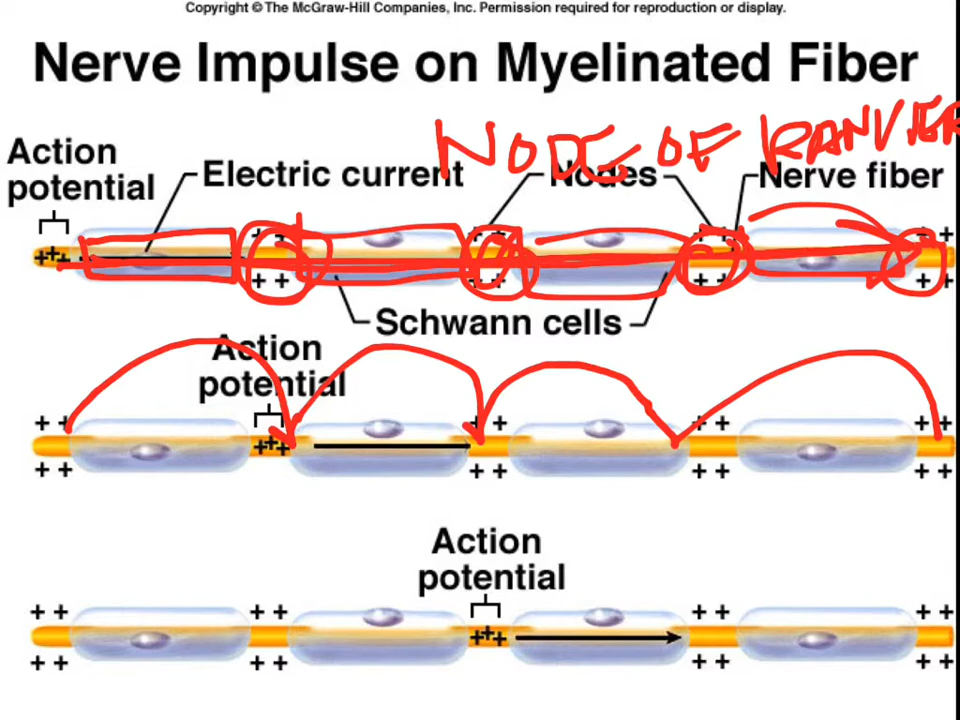 Copyright © The McGraw-Hill Companies, Inc. Permission required for reproduction or display.
Nerve Impulse on Myelinated Fiber
NODE OF RANVIER
Action
potential
Electric current
Nodes
Nerve fiber
+ + + + + + + +
+++
+ + + + + + + +
Schwann cells
Action
potential
+ + + + + + + +
+++
+ + + + + + + +
Action
potential
+ + + + + + + +
+++
+ + + + + + + +